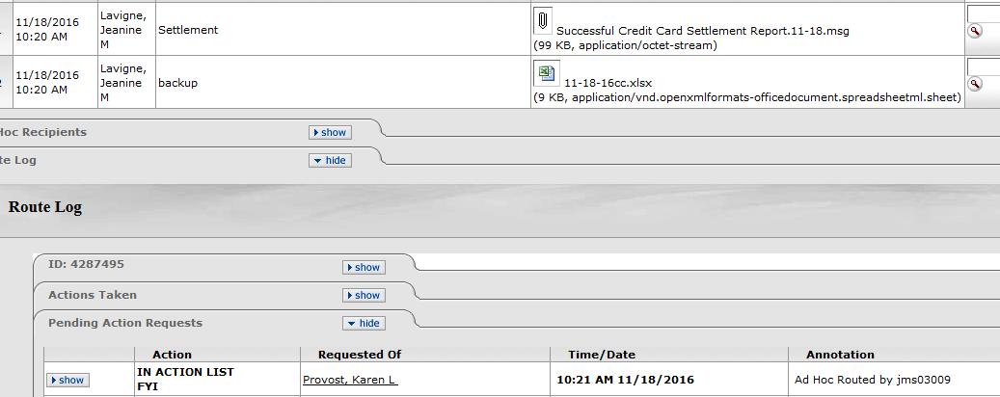 11/18/2016 10:20 AM Lavigne, Jeanine M Settlement Successful Credit Card Settlement Report.11-18.msg
(99 KB, application/octet-stream)
2 11/18/2016 10:20 AM Lavigne, Jeanine M backup 11-18-16cc.xlsx
(9 KB, application/vnd.openxmlformats-officedocument.spreadsheetml.sheet)
Hoc Recipients show
te Log hide
Route Log
ID: 4287495 show
Actions Taken show
Pending Action Requests hide
Action Requested Of Time/Date Annotation
show IN ACTION LIST
FYI Provost, Karen L 10:21 AM 11/18/2016 Ad Hoc Routed by jms03009